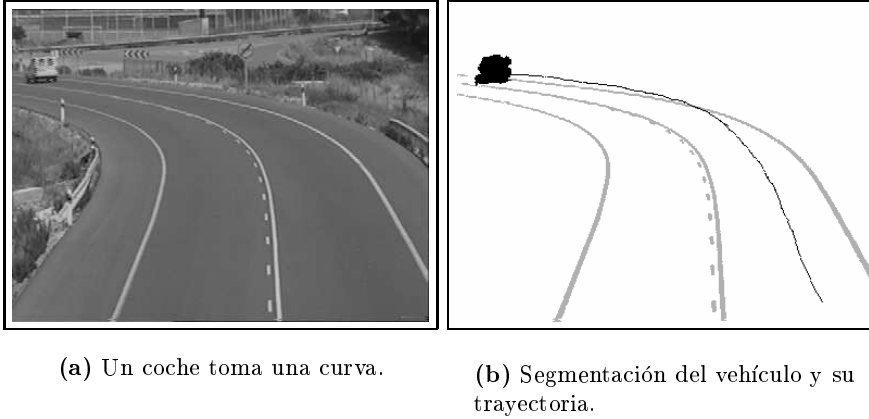 (a) Un coche toma una curva.
(b) Segmentación del vehículo y su
trayectoria.